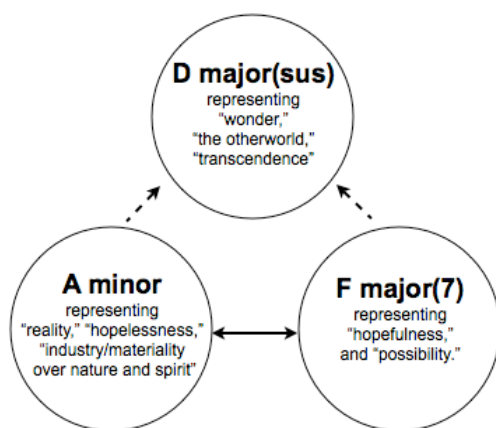 D major(sus)
representing
“wonder,”
“the otherworld,”
“transcendence”
A minor
representing
“reality,” “hopelessness,”
“industry/materiality
over nature and spirit”
F major(7)
representing
“hopefulness,”
and “possibility.”